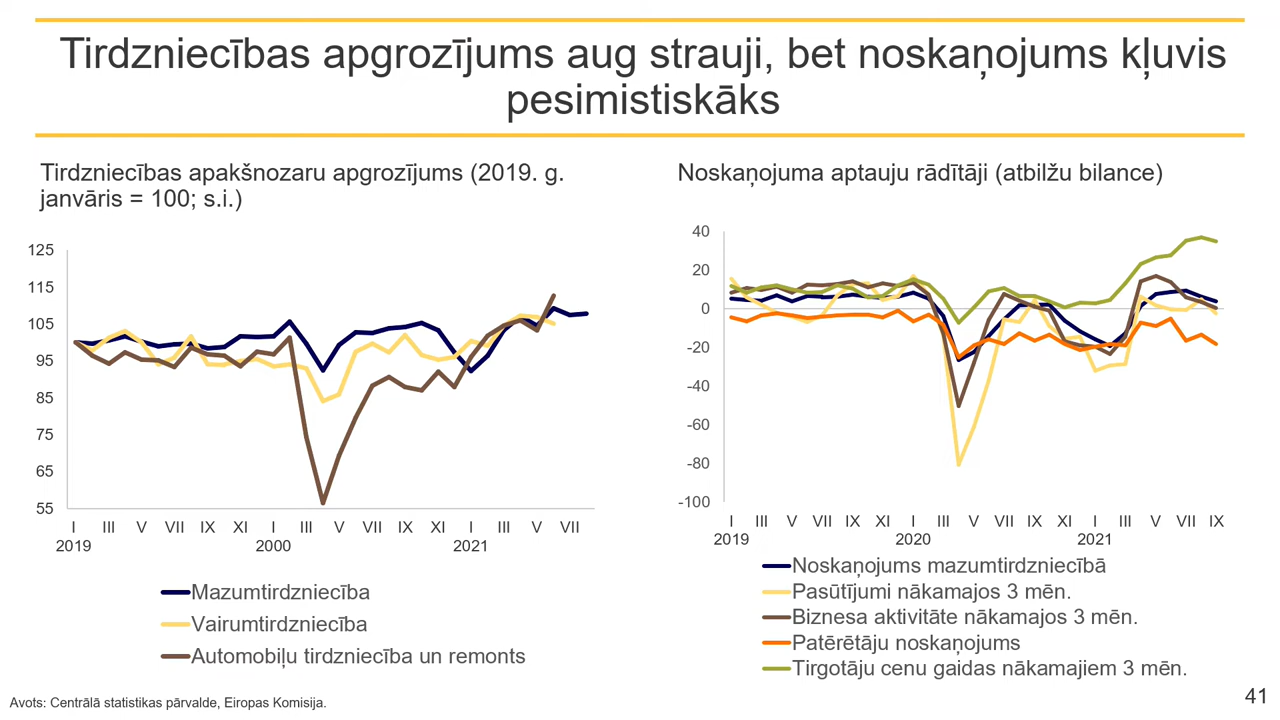 Tirdzniecības apgrozījums aug strauji, bet noskaņojums kļuvis
pesimistiskāks
Tirdzniecības apakšnozaru apgrozījums (2019. g.
janvāris = 100; s.i.)
125
115
105
95
85
75
65
55
I III V VII IX XI I III V VII IX XI I III V VII
2019 2000 2021
Mazumtirdzniecība
Vairumtirdzniecība
Automobiļu tirdzniecība un remonts
Noskaņojuma aptauju rādītāji (atbilžu bilance)
40
20
0
-20
-40
-60
-80
-100
I III V VII IX XI I III V VII IX XI I III V VII IX
2019 2020 2021
Noskaņojums mazumtirdzniecībā
Pasūtījumi nākamajos 3 mēn.
Biznesa aktivitāte nākamajos 3 mēn.
Patērētāju noskaņojums
Tirgotāju cenu gaidas nākamajiem 3 mēn.
Avots: Centrālā statistikas pārvalde, Eiropas Komisija.
41